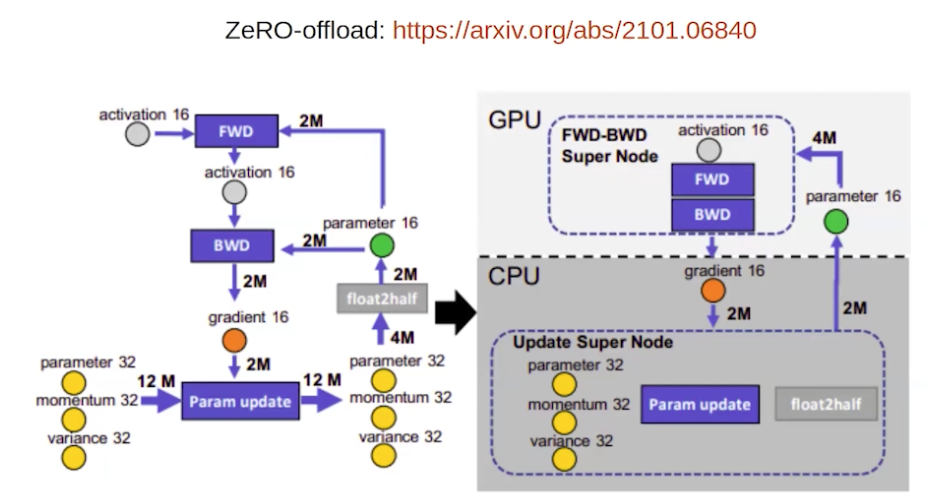 ZeRO-offload: https://arxiv.org/abs/2101.06840
activation 16
FWD
2M
activation 16
parameter 16
BWD
2M
2M
2M
float2half
gradient 16
4M
2M
parameter 32
12 M
momentum 32
Param update
variance 32
12 M
parameter 32
momentum 32
variance 32
GPU
FWD-BWD
Super Node
activation 16
FWD
BWD
4M
parameter 16
CPU
gradient 16
2M
2M
Update Super Node
parameter 32
momentum 32
Param update
float2half
variance 32